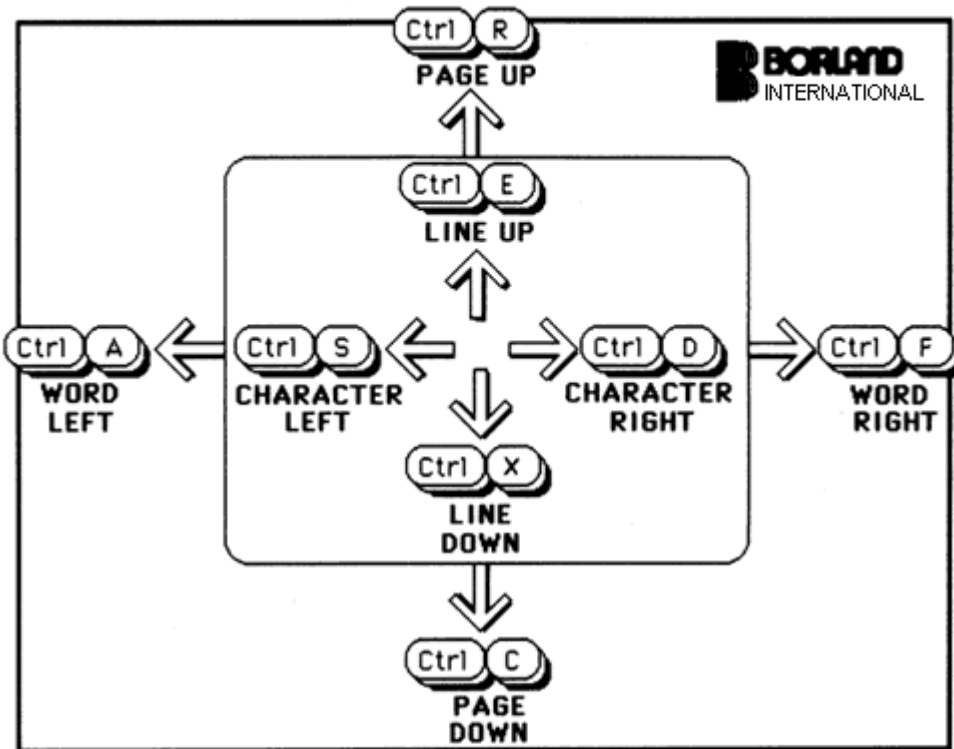 Ctrl R
PAGE UP
BORLAND
INTERNATIONAL
Ctrl E
LINE UP
Ctrl A
WORD
LEFT
Ctrl S
CHARACTER
LEFT
Ctrl D
CHARACTER
RIGHT
Ctrl F
WORD
RIGHT
Ctrl X
LINE
DOWN
Ctrl C
PAGE
DOWN